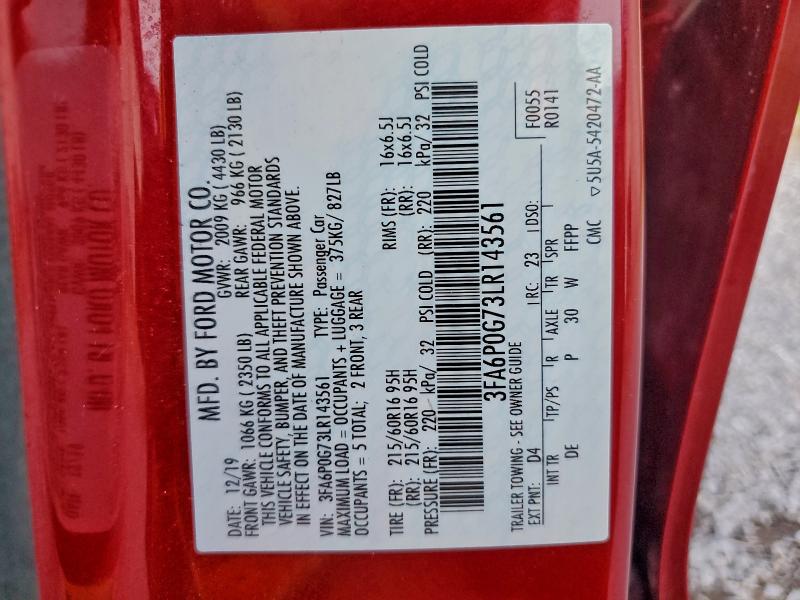 MFD. BY FORD MOTOR CO.
DATE: 12/19 GVWR: 2009 KG ( 4430 LB)
FRONT GAWR: 1066 KG ( 2350 LB) REAR GAWR: 966 KG ( 2130 LB)
THIS VEHICLE CONFORMS TO ALL APPLICABLE FEDERAL MOTOR
VEHICLE SAFETY, BUMPER, AND THEFT PREVENTION STANDARDS
IN EFFECT ON THE DATE OF MANUFACTURE SHOWN ABOVE.
VIN: 3FA6P0G73LR143561 TYPE: Passenger Car
MAXIMUM LOAD = OCCUPANTS + LUGGAGE = 375KG/ 827LB
OCCUPANTS = 5 TOTAL; 2 FRONT, 3 REAR
TIRE (FR): 215/60R16 95H RIMS (FR): 16x6.5J
(RR): 215/60R16 95H (RR): 16x6.5J
PRESSURE (FR): 220 kPa/ 32 PSI COLD (RR): 220 kPa/ 32 PSI COLD
3FA6P0G73LR143561
TRAILER TOWING - SEE OWNER GUIDE F0055
EXT PNT: D4 RC: 23 DSO: R0141
INT TR TP/PS R AXLE TR SPR
DE P 30 W FFPP
CMC ▽5U5A-5420472-AA